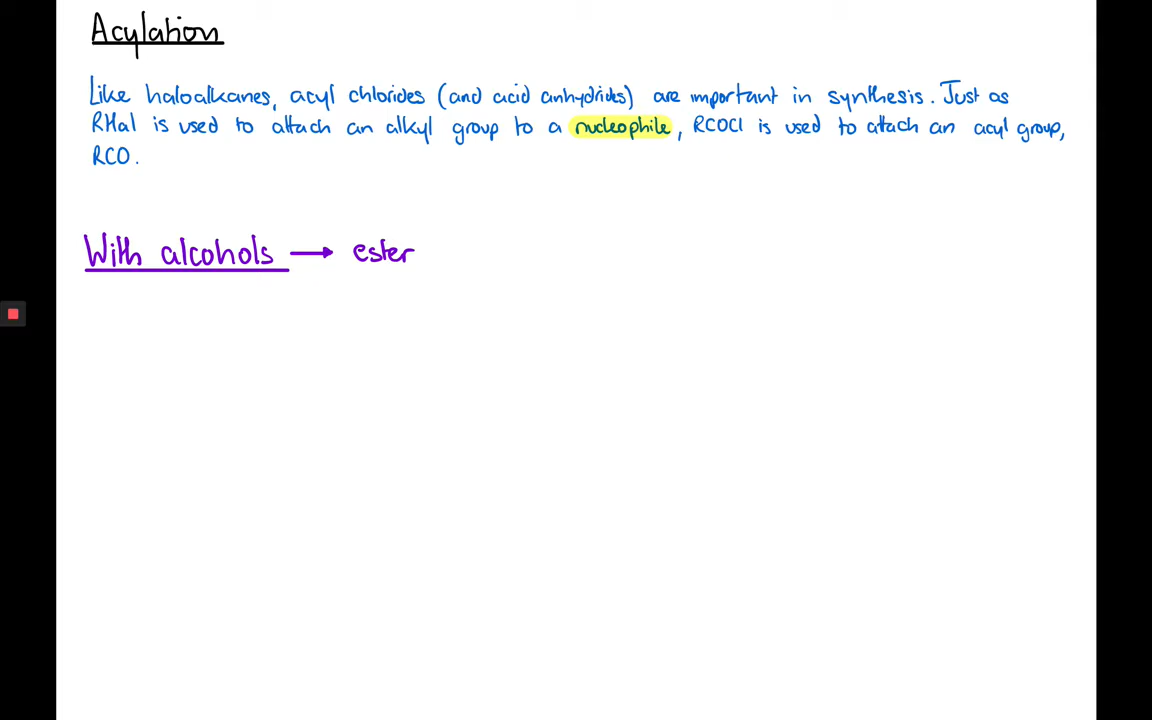 Acylation
Like haloalkanes, acyl chlorides (and acid anhydrides) are important in synthesis. Just as
RHal is used to attach an alkyl group to a nucleophile, RCOCl is used to attach an acyl group,
RCO.
With alcohols → ester